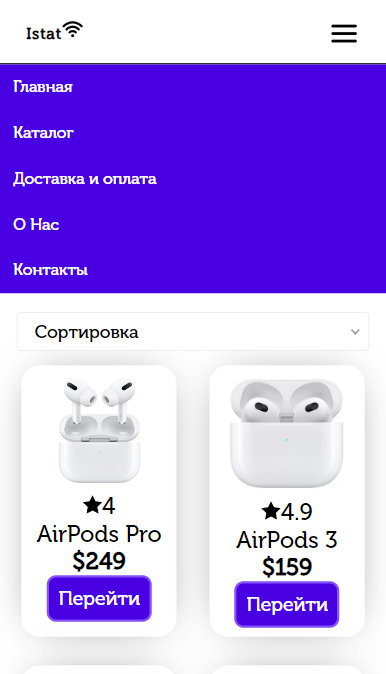 Istat
Главная
Каталог
Доставка и оплата
О Нас
Контакты
Сортировка
4
AirPods Pro
$249
Перейти
4.9
AirPods 3
$159
Перейти